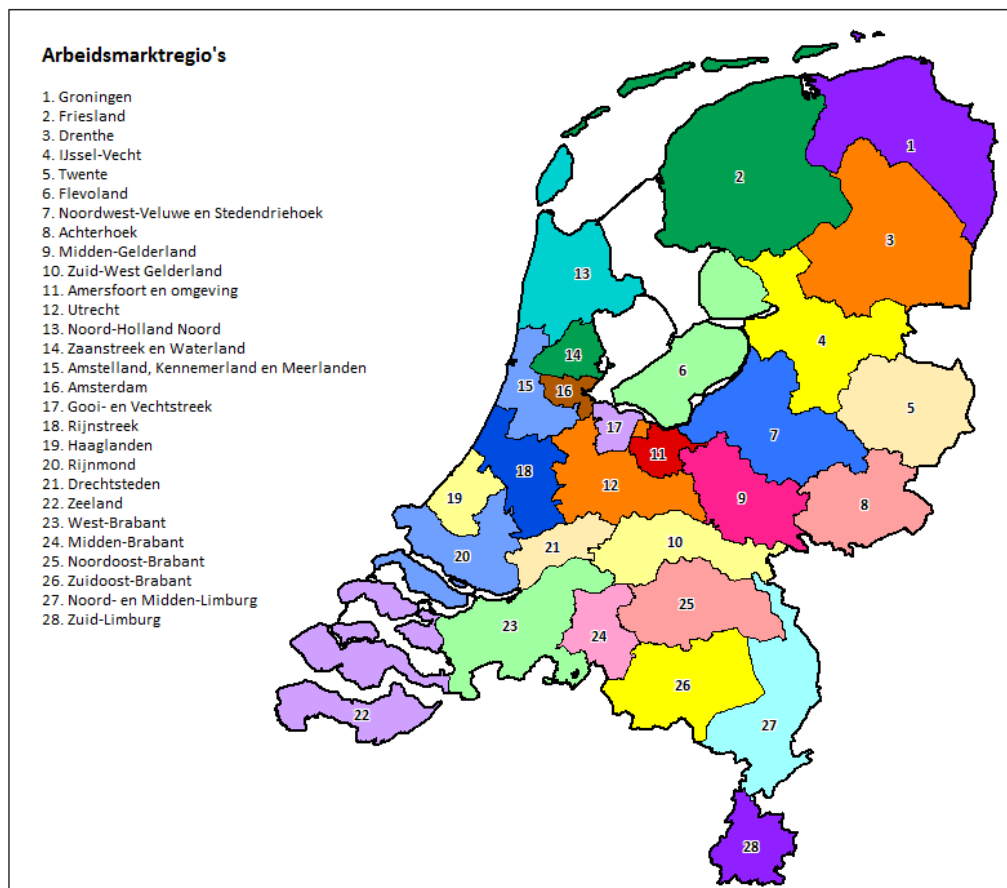 Arbeidsmarktregio's
1. Groningen
2. Friesland
3. Drenthe
4. IJssel-Vecht
5. Twente
6. Flevoland
7. Noordwest-Veluwe en Stedendriehoek
8. Achterhoek
9. Midden-Gelderland
10. Zuid-West Gelderland
11. Amersfoort en omgeving
12. Utrecht
13. Noord-Holland Noord
14. Zaanstreek en Waterland
15. Amstelland, Kennemerland en Meerlanden
16. Amsterdam
17. Gooi- en Vechtstreek
18. Rijnstreek
19. Haaglanden
20. Rijnmond
21. Drechtsteden
22. Zeeland
23. West-Brabant
24. Midden-Brabant
25. Noordoost-Brabant
26. Zuidoost-Brabant
27. Noord- en Midden-Limburg
28. Zuid-Limburg
1
2
3
13
4
14
6
15
16
5
17
7
11
18
12
19
9
8
10
21
20
25
23
24
26
22
27
28